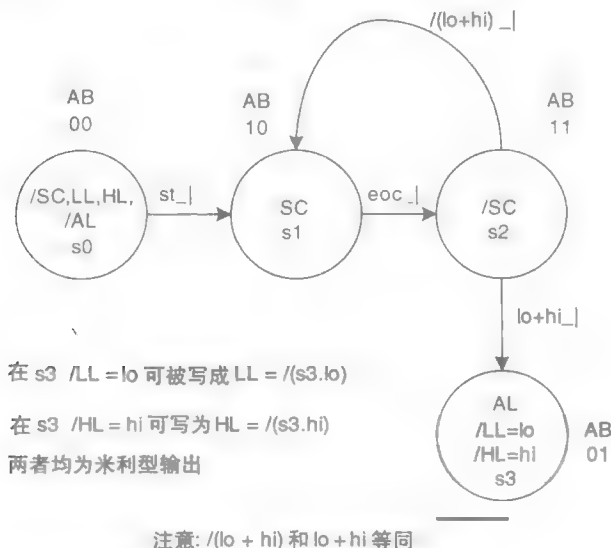 /(lo+hi) _|
AB
00
AB
10
AB
11
/SC,LL,HL,
/AL
s0
st_|
SC
s1
eoc _|
/SC
s2
lo+hi_|
在 s3 /LL = lo 可被写成 LL = /(s3.lo)
在 s3 /HL = hi 可写为 HL = /(s3.hi)
两者均为米利型输出
AL
/LL=lo
/HL=hi
s3
AB
01
注意: /(lo + hi) 和 lo + hi 等同